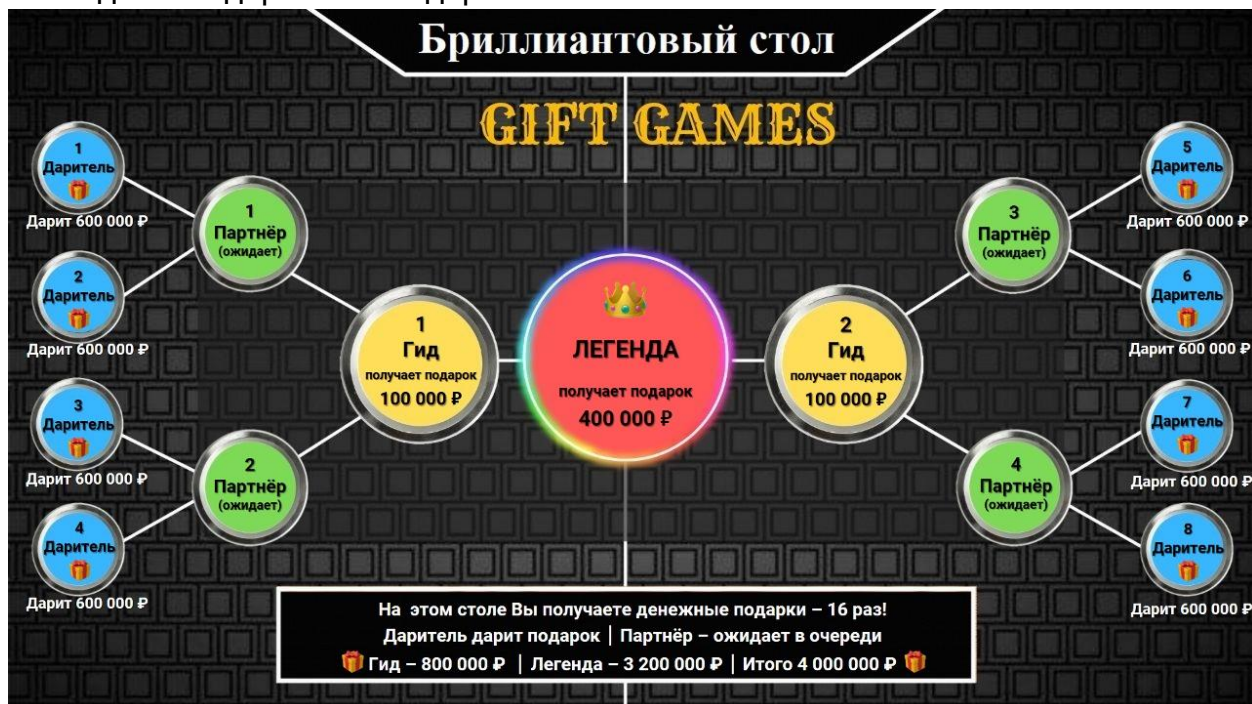 Бриллиантовый стол
GIFT GAMES
1
Даритель
Дарит 600 000 ₽
2
Даритель
Дарит 600 000 ₽
3
Даритель
Дарит 600 000 ₽
4
Даритель
Дарит 600 000 ₽
1
Партнёр
(ожидает)
2
Партнёр
(ожидает)
1
Гид
получает подарок
100 000 ₽
ЛЕГЕНДА
получает подарок
400 000 ₽
2
Гид
получает подарок
100 000 ₽
3
Партнёр
(ожидает)
4
Партнёр
(ожидает)
5
Даритель
Дарит 600 000 ₽
6
Даритель
Дарит 600 000 ₽
7
Даритель
Дарит 600 000 ₽
8
Даритель
Дарит 600 000 ₽
На этом столе Вы получаете денежные подарки – 16 раз!
Даритель дарит подарок | Партнёр – ожидает в очереди
Гид – 800 000 ₽ | Легенда – 3 200 000 ₽ | Итого 4 000 000 ₽